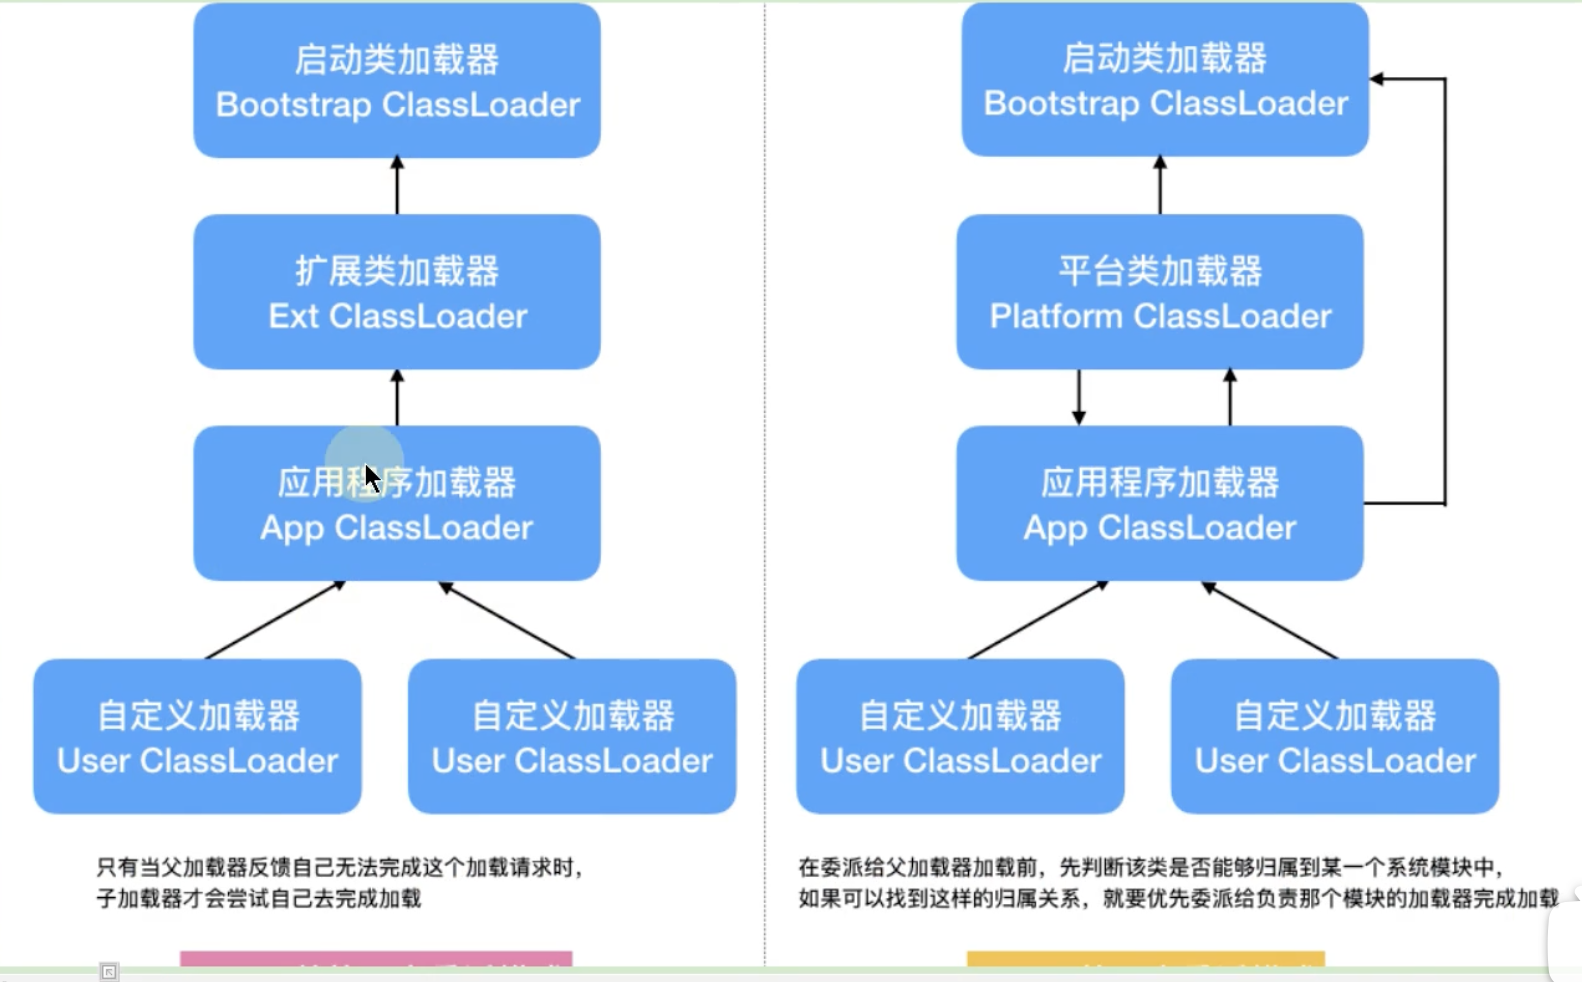 启动类加载器
Bootstrap ClassLoader
扩展类加载器
Ext ClassLoader
应用程序加载器
App ClassLoader
自定义加载器
User ClassLoader
自定义加载器
User ClassLoader
只有当父加载器反馈自己无法完成这个加载请求时，
子加载器才会尝试自己去完成加载
启动类加载器
Bootstrap ClassLoader
平台类加载器
Platform ClassLoader
应用程序加载器
App ClassLoader
自定义加载器
User ClassLoader
自定义加载器
User ClassLoader
在委派给父加载器加载前，先判断该类是否能够归属到某一个系统模块中，
如果可以找到这样的归属关系，就要优先委派给负责那个模块的加载器完成加载